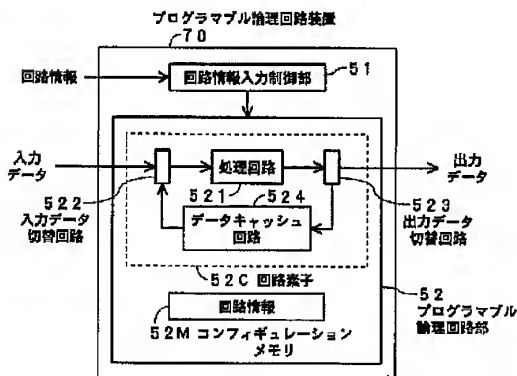 プログラマブル論理回路装置
70
回路情報
回路情報入力制御部
51
入力
データ
処理回路
出力
データ
522
入力データ
切替回路
521
524
データキャッシュ
回路
523
出力データ
切替回路
52C 回路素子
回路情報
52M コンフィギュレーション
メモリ
52
プログラマブル
論理回路部